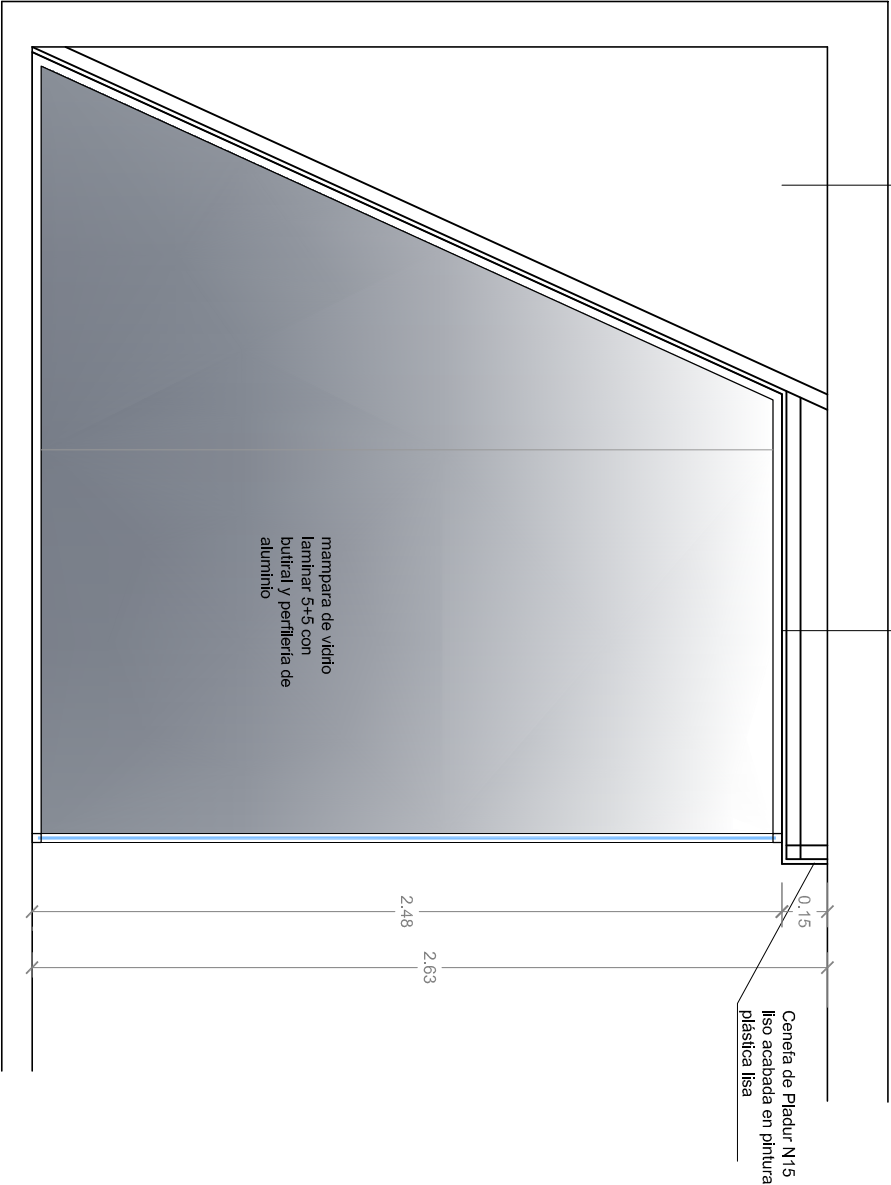 mampara de vidrio
laminar 5+5 con
butiral y perfilería de
aluminio
0.15
2.48
2.63
Cenefa de Pladur N15
liso acabada en pintura
plástica lisa